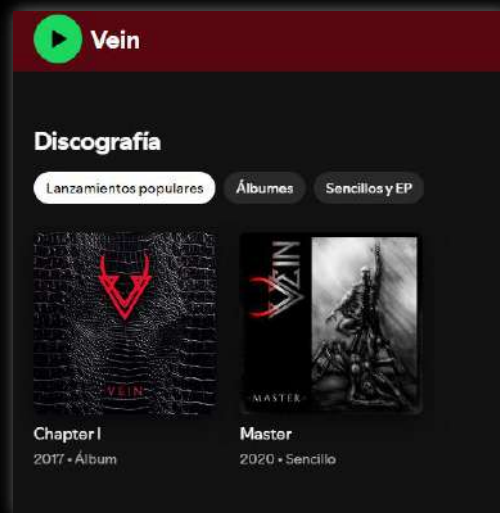 Vein
Discografía
Lanzamientos populares
Álbumes
Sencillos y EP
VEIN
VEIN
MASTER
Chapter I
Master
2017 • Álbum
2020 • Sencillo